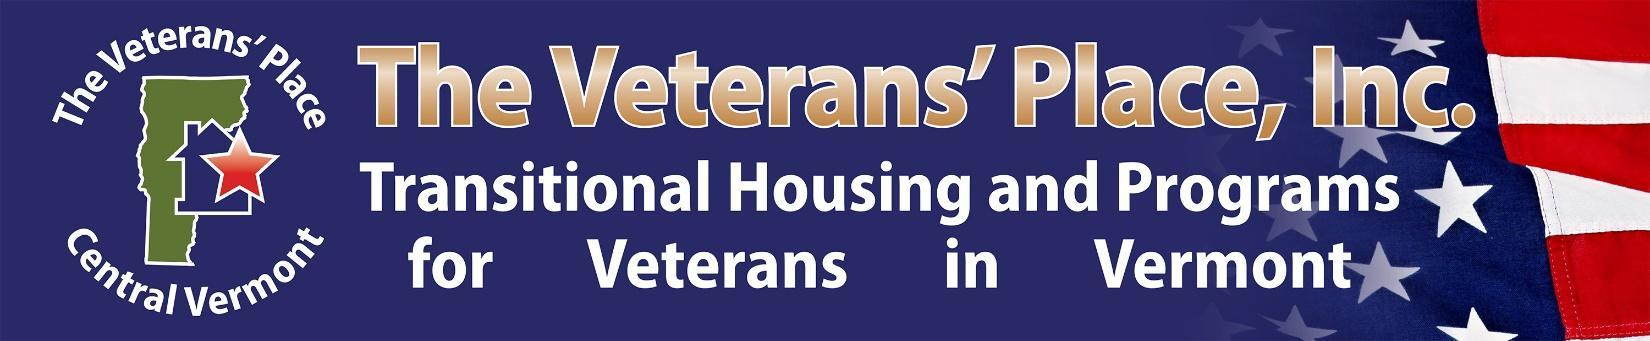 The Veterans' Place
Central Vermont
The Veterans' Place, Inc.
Transitional Housing and Programs
for Veterans in Vermont